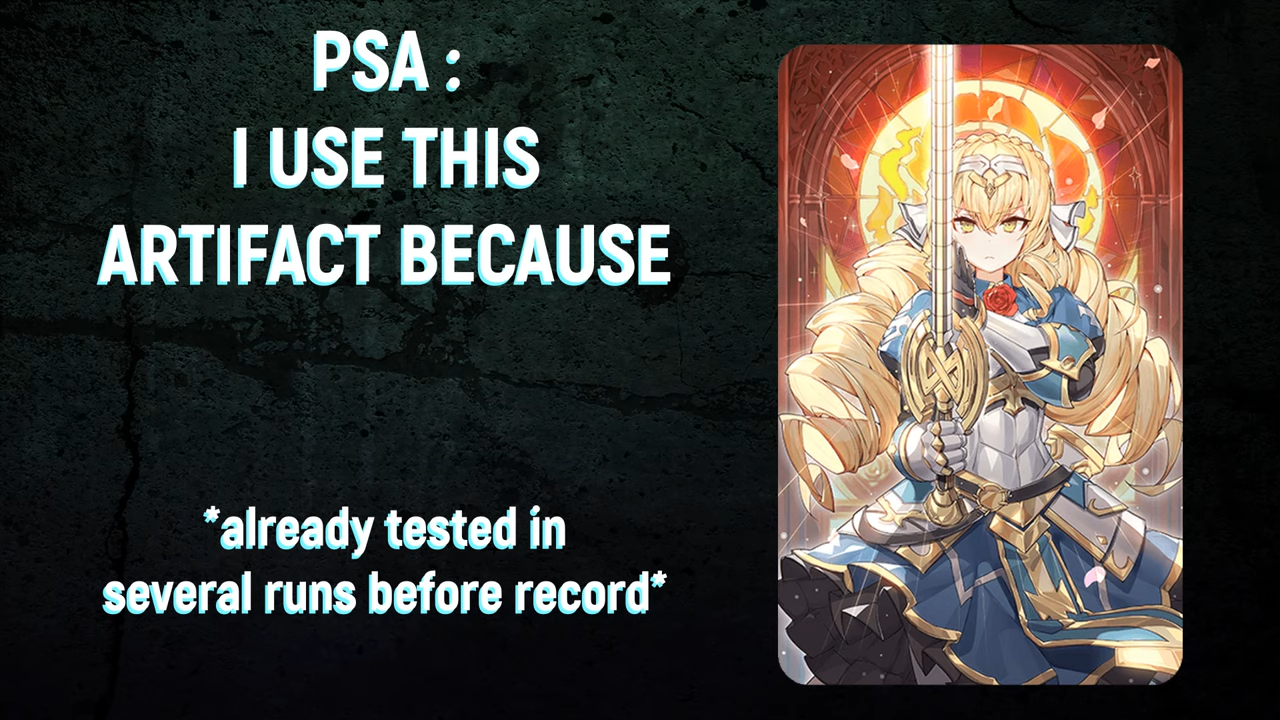 PSA :
I USE THIS
ARTIFACT BECAUSE
*already tested in
several runs before record*